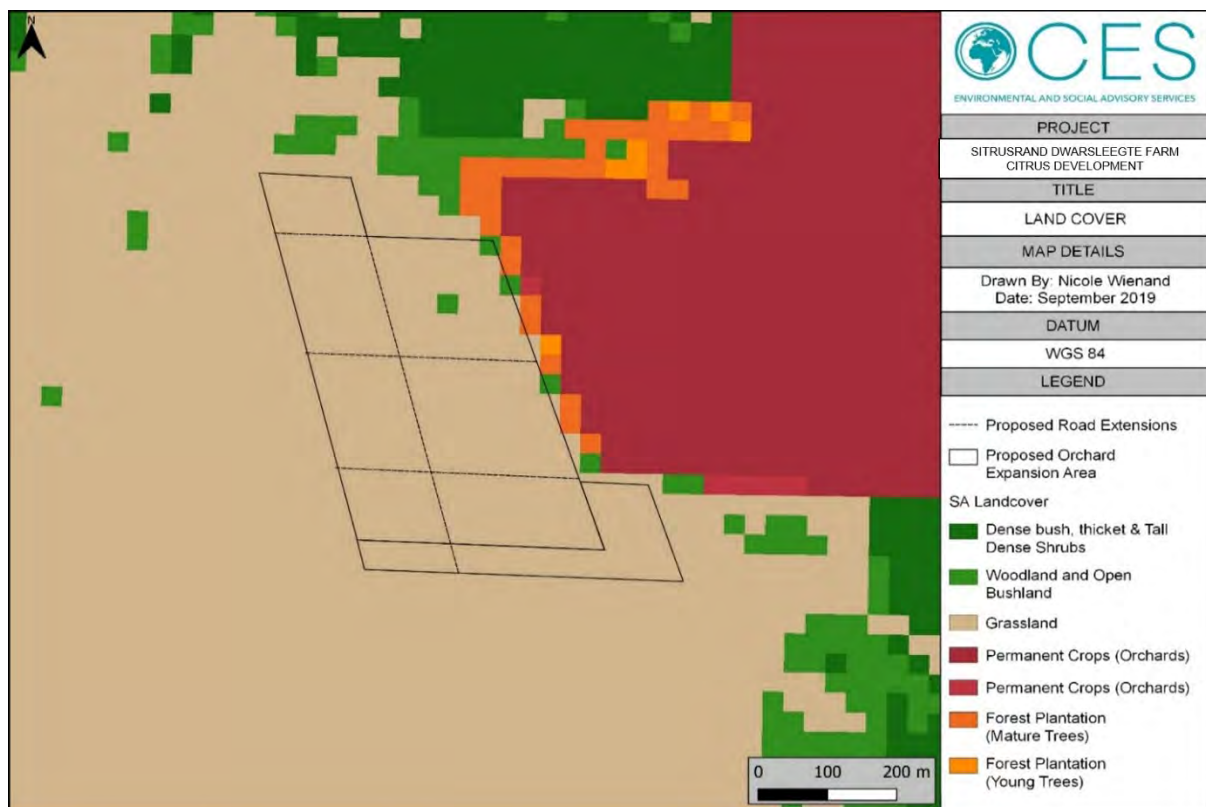 N
CES
ENVIRONMENTAL AND SOCIAL ADVISORY SERVICES
PROJECT
SITRUSRAND DWARSLEEGTE FARM
CITRUS DEVELOPMENT
TITLE
LAND COVER
MAP DETAILS
Drawn By: Nicole Wienand
Date: September 2019
DATUM
WGS 84
LEGEND
Proposed Road Extensions
Proposed Orchard
Expansion Area
SA Landcover
Dense bush, thicket & Tall
Dense Shrubs
Woodland and Open
Bushland
Grassland
Permanent Crops (Orchards)
Permanent Crops (Orchards)
Forest Plantation
(Mature Trees)
Forest Plantation
(Young Trees)
0 100 200 m